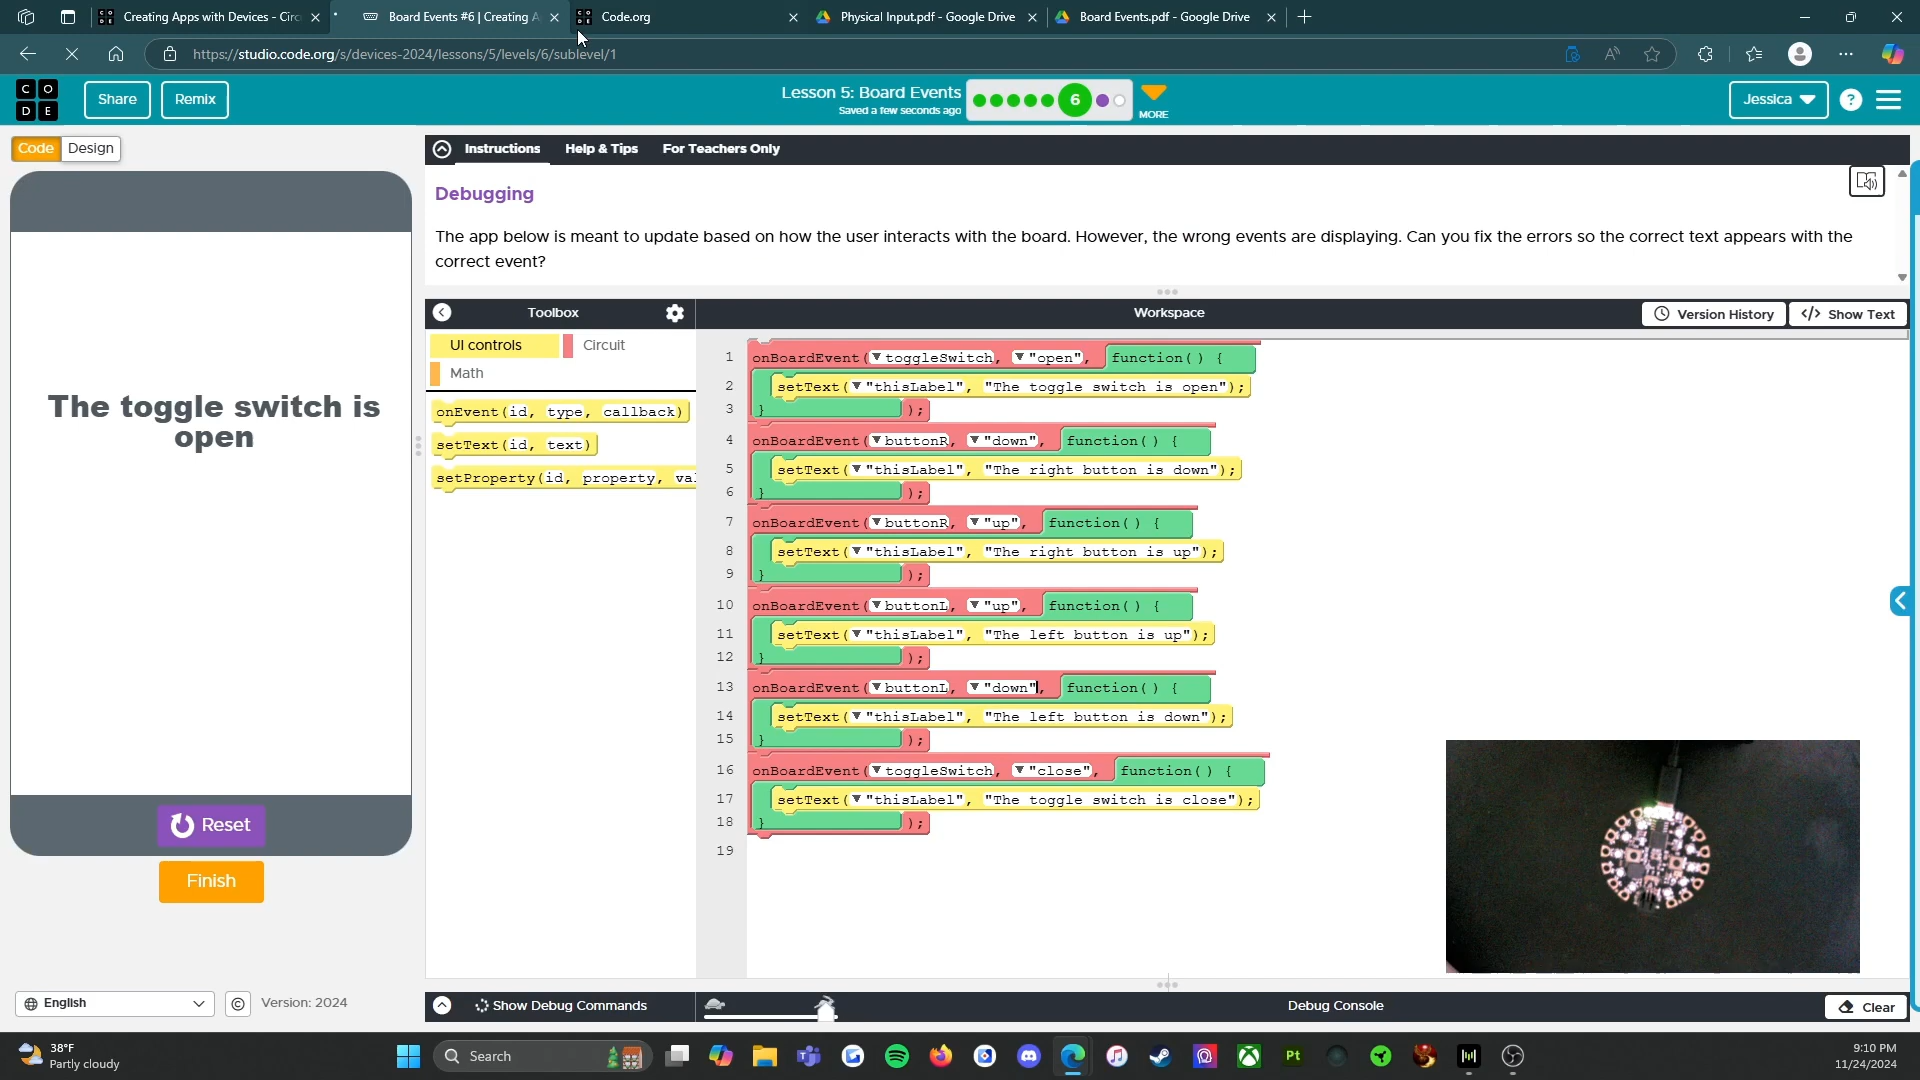 Creating Apps with Devices - Circ
Board Events #6 | Creating A
Code.org
Physical Input.pdf - Google Drive
Board Events.pdf - Google Drive
https://studio.code.org/s/devices-2024/lessons/5/levels/6/sublevel/1
C O
D E
Share
Remix
Lesson 5: Board Events
Saved a few seconds ago
6
MORE
Jessica
?
Code
Design
Instructions
Help & Tips
For Teachers Only
Debugging
The app below is meant to update based on how the user interacts with the board. However, the wrong events are displaying. Can you fix the errors so the correct text appears with the
correct event?
Toolbox
Workspace
Version History
</> Show Text
UI controls
Circuit
Math
onEvent(id, type, callback)
setText(id, text)
setProperty(id, property, val
The toggle switch is
open
Reset
Finish
1 onBoardEvent(▼toggleSwitch, ▼"open", function( ) {
2 setText(▼"thisLabel", "The toggle switch is open");
3 } );
4 onBoardEvent(▼buttonR, ▼"down", function( ) {
5 setText(▼"thisLabel", "The right button is down");
6 } );
7 onBoardEvent(▼buttonR, ▼"up", function( ) {
8 setText(▼"thisLabel", "The right button is up");
9 } );
10 onBoardEvent(▼buttonL, ▼"up", function( ) {
11 setText(▼"thisLabel", "The left button is up");
12 } );
13 onBoardEvent(▼buttonL, ▼"down", function( ) {
14 setText(▼"thisLabel", "The left button is down");
15 } );
16 onBoardEvent(▼toggleSwitch, ▼"close", function( ) {
17 setText(▼"thisLabel", "The toggle switch is close");
18 } );
19
English
©
Version: 2024
Show Debug Commands
Debug Console
Clear
38°F
Partly cloudy
Search
Pt
9:10 PM
11/24/2024